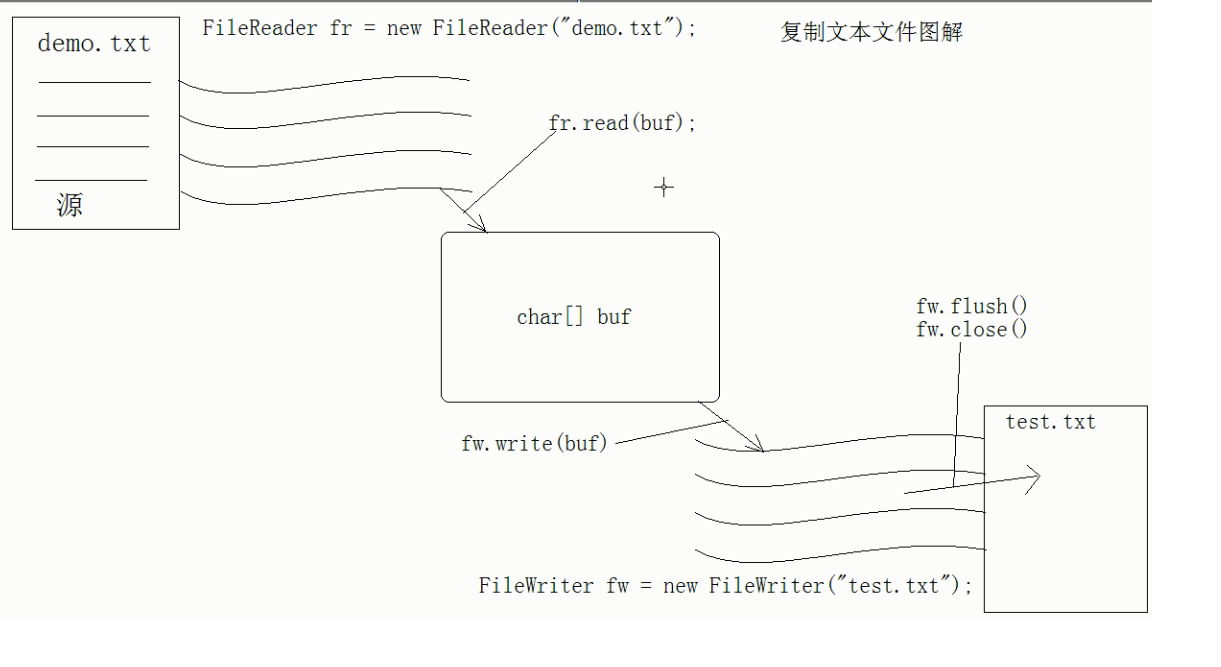 FileReader fr = new FileReader("demo.txt");
复制文本文件图解
demo.txt
fr.read(buf);
源
char[] buf
fw.flush()
fw.close()
test.txt
fw.write(buf)
FileWriter fw = new FileWriter("test.txt");